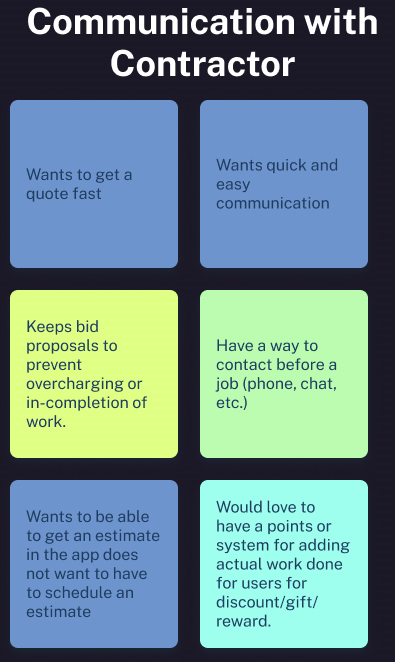 Communication with
Contractor
Wants to get a
quote fast
Wants quick and
easy
communication
Keeps bid
proposals to
prevent
overcharging or
in-completion of
work.
Have a way to
contact before a
job (phone, chat,
etc.)
Wants to be able
to get an estimate
in the app does
not want to have
to schedule an
estimate
Would love to
have a points or
system for adding
actual work done
for users for
discount/gift/
reward.